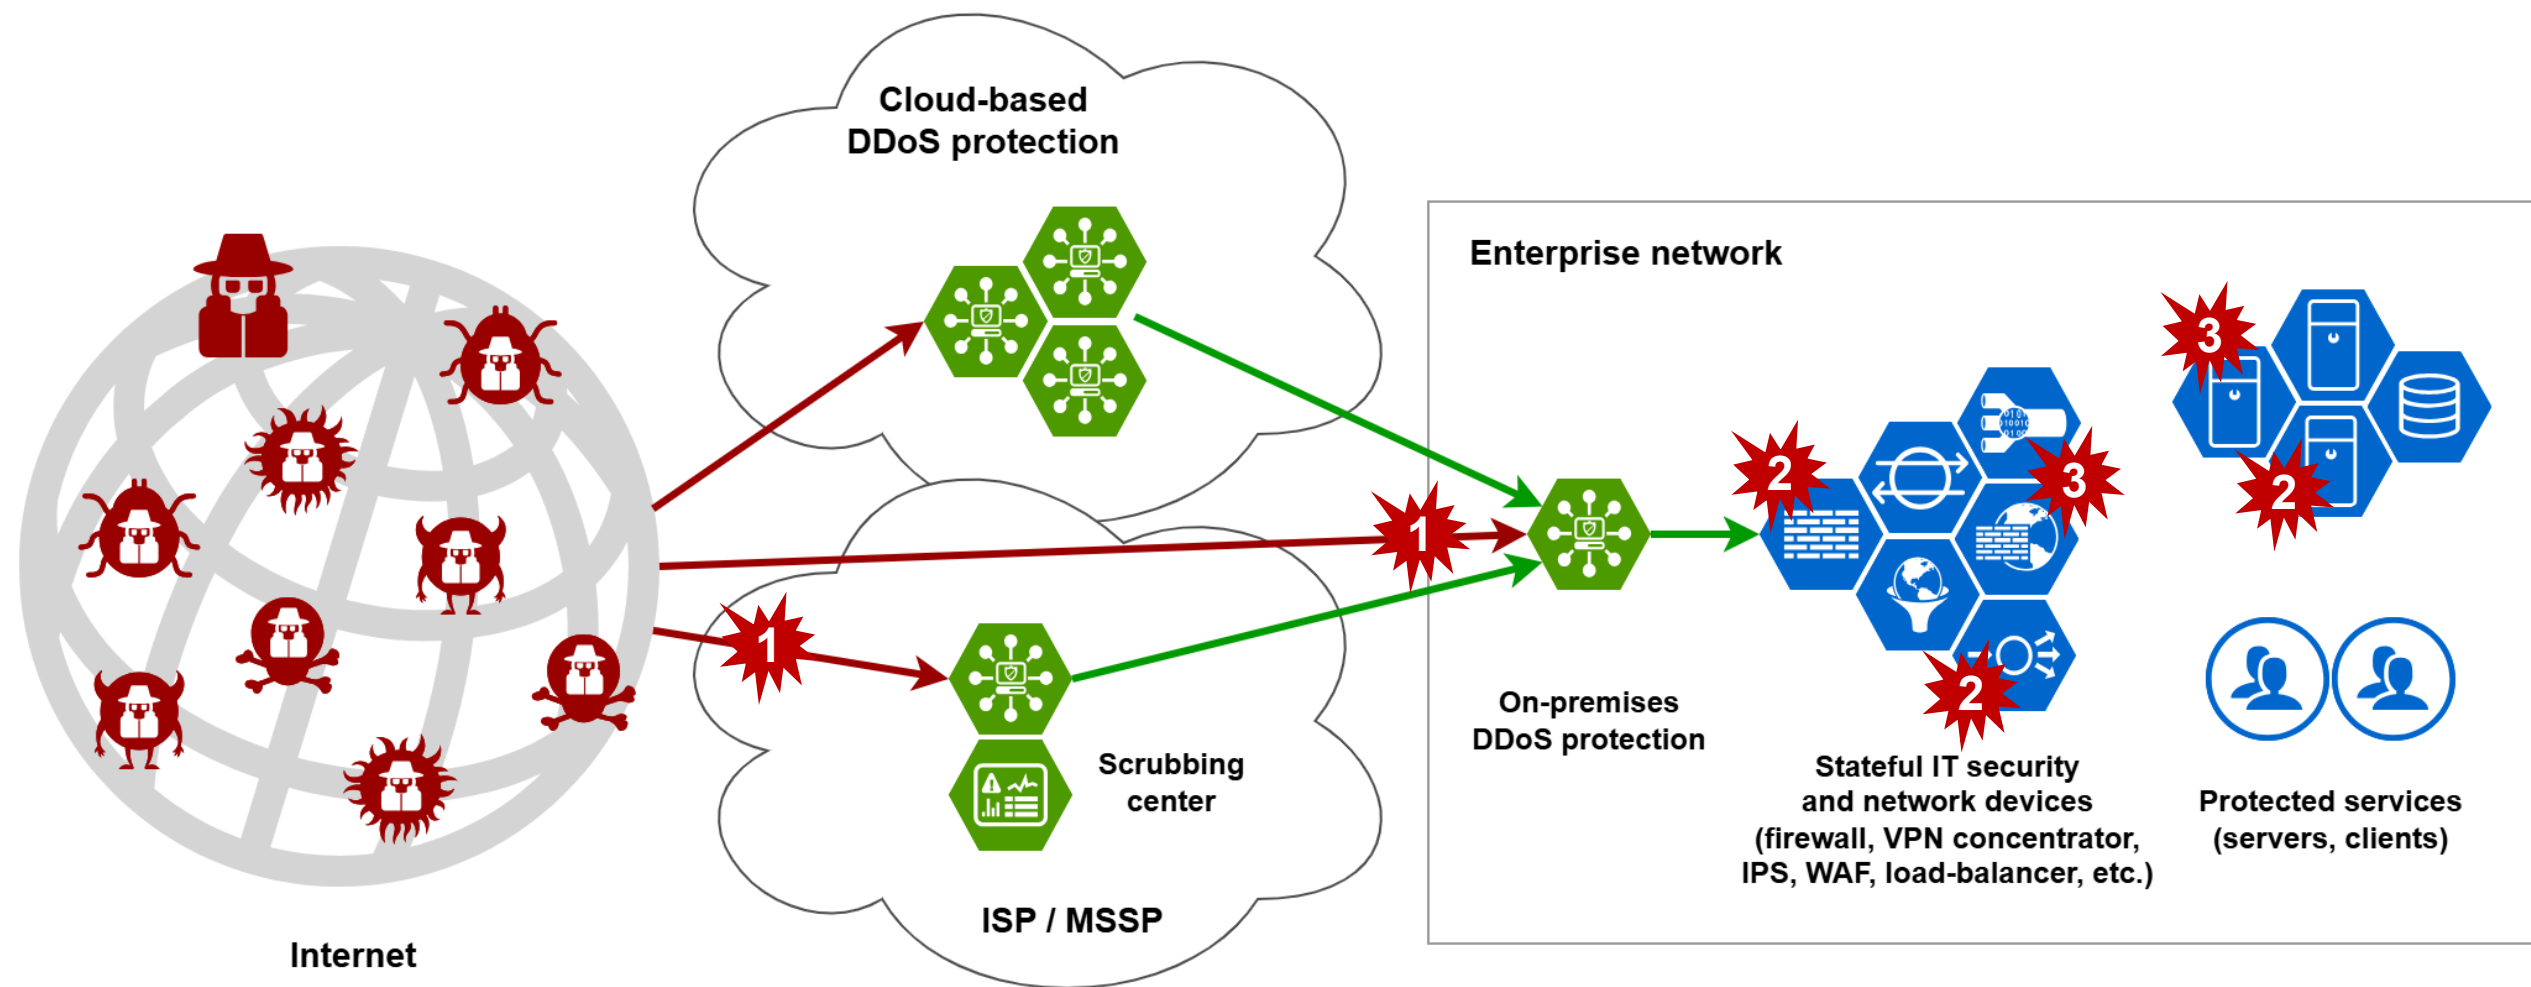 Cloud-based
DDoS protection
Enterprise network
3
2
3
2
1
1
2
On-premises
DDoS protection
Scrubbing
center
Stateful IT security
and network devices
(firewall, VPN concentrator,
IPS, WAF, load-balancer, etc.)
Protected services
(servers, clients)
ISP / MSSP
Internet